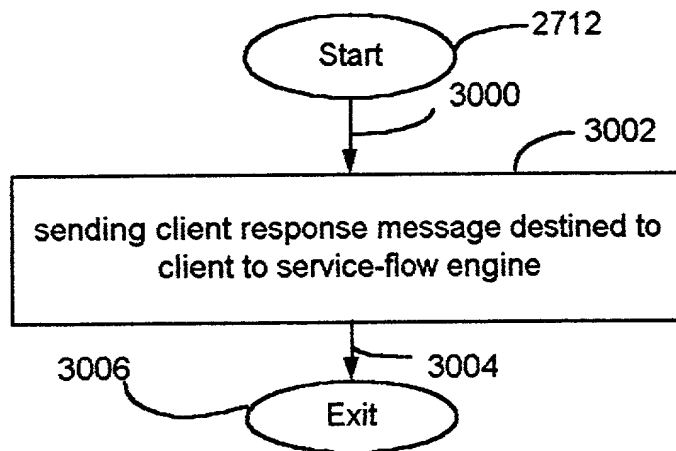 2712
Start
3000
3002
sending client response message destined to
client to service-flow engine
3006
3004
Exit